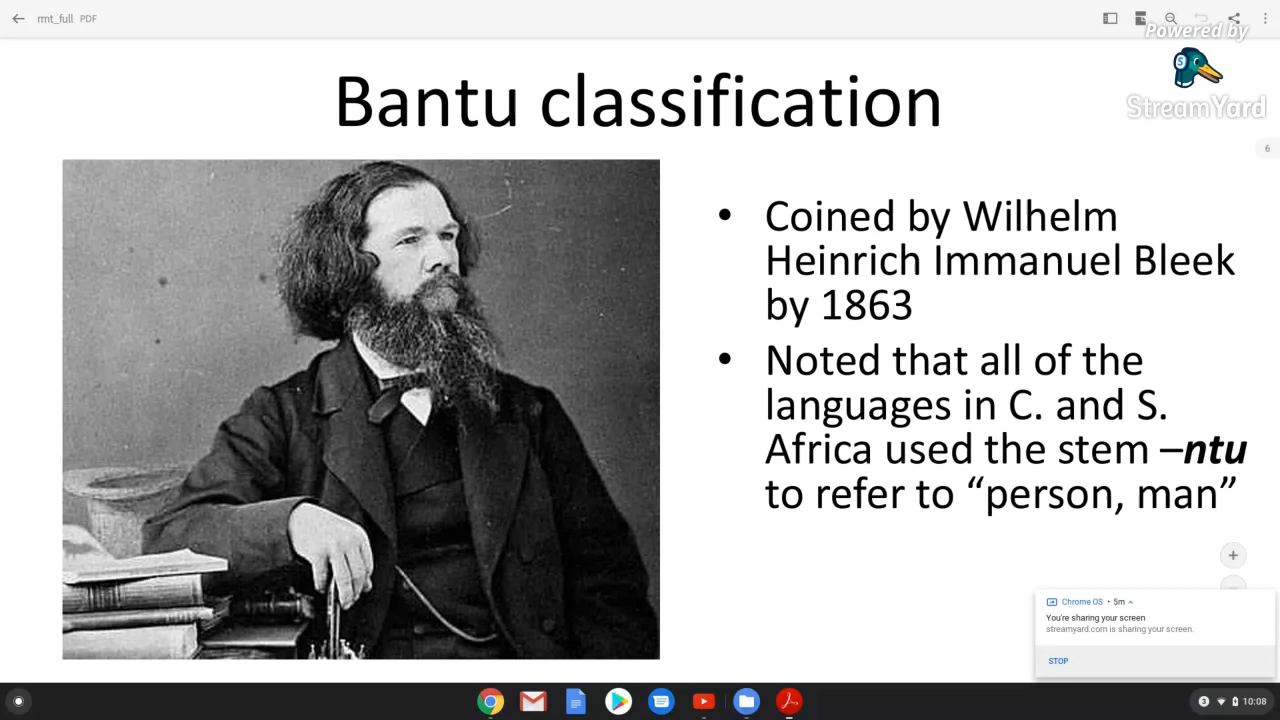 rmt_full PDF
Powered by
S
StreamYard
Bantu classification
6
• Coined by Wilhelm
Heinrich Immanuel Bleek
by 1863
• Noted that all of the
languages in C. and S.
Africa used the stem –ntu
to refer to “person, man”
Chrome OS • 5m
You're sharing your screen
streamyard.com is sharing your screen.
STOP
3 10:08